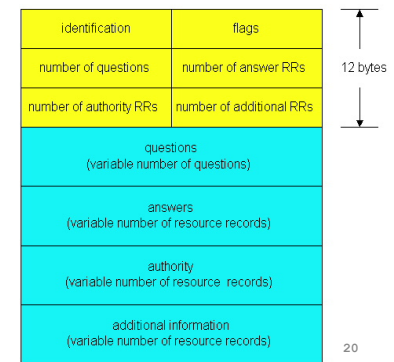 identification flags
number of questions number of answer RRs 12 bytes
number of authority RRs number of additional RRs
questions
(variable number of questions)
answers
(variable number of resource records)
authority
(variable number of resource records)
additional information
(variable number of resource records)
20